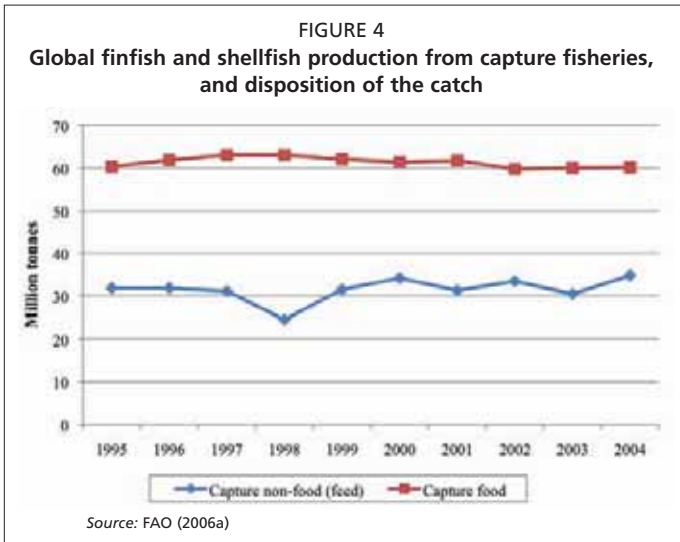 FIGURE 4
Global finfish and shellfish production from capture fisheries,
and disposition of the catch
70
60
50
40
30
20
10
0
Million tonnes
1995 1996 1997 1998 1999 2000 2001 2002 2003 2004
Capture non-food (feed) Capture food
Source: FAO (2006a)